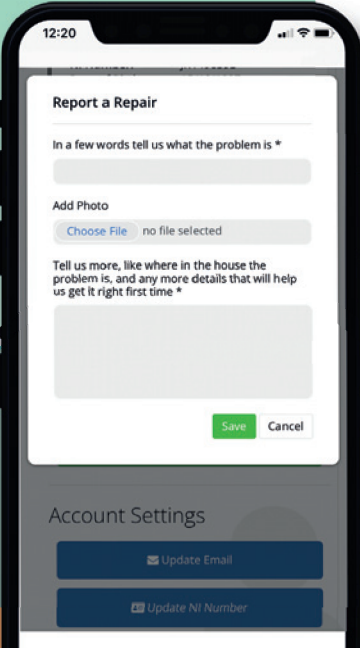 12:20
Report a Repair
In a few words tell us what the problem is *
Add Photo
Choose File no file selected
Tell us more, like where in the house the
problem is, and any more details that will help
us get it right first time *
Save Cancel
Account Settings
Update Email
Update NI Number